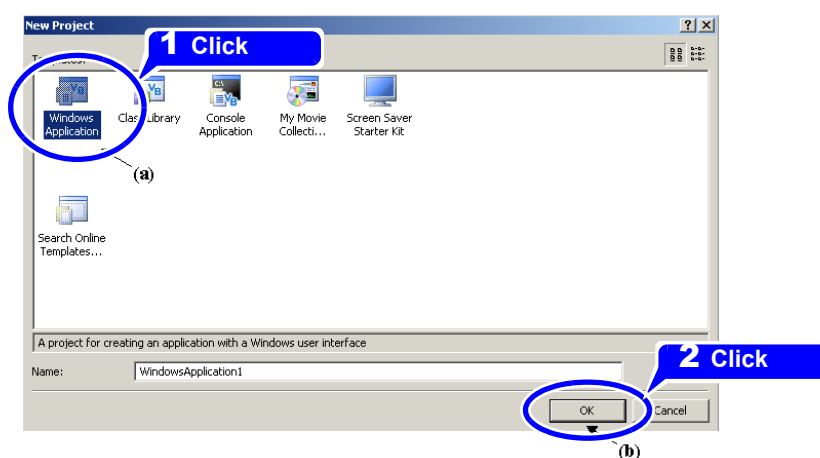 New Project
1 Click
Windows Application
Class Library
Console Application
My Movie Collecti...
Screen Saver Starter Kit
(a)
Search Online Templates...
A project for creating an application with a Windows user interface
Name:
WindowsApplication1
2 Click
OK
Cancel
(b)